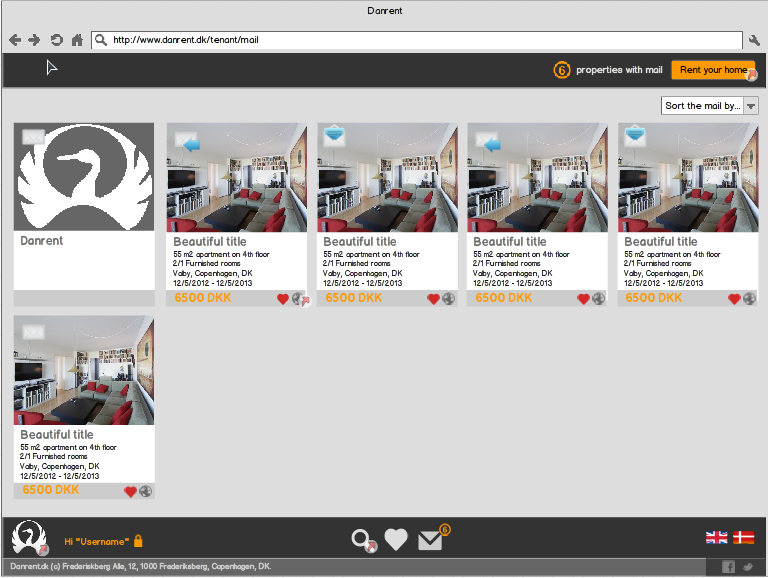 Danrent
http://www.danrent.dk/tenant/mail
6 properties with mail Rent your home
Sort the mail by...
Danrent
Beautiful title
55 m2 apartment on 4th floor
2/1 Furnished rooms
Valby, Copenhagen, DK
12/5/2012 - 12/5/2013
6500 DKK
Beautiful title
55 m2 apartment on 4th floor
2/1 Furnished rooms
Valby, Copenhagen, DK
12/5/2012 - 12/5/2013
6500 DKK
Beautiful title
55 m2 apartment on 4th floor
2/1 Furnished rooms
Valby, Copenhagen, DK
12/5/2012 - 12/5/2013
6500 DKK
Beautiful title
55 m2 apartment on 4th floor
2/1 Furnished rooms
Valby, Copenhagen, DK
12/5/2012 - 12/5/2013
6500 DKK
Beautiful title
55 m2 apartment on 4th floor
2/1 Furnished rooms
Valby, Copenhagen, DK
12/5/2012 - 12/5/2013
6500 DKK
Hi "Username"
6
Danrent.dk (c) Frederiskberg Alle, 12, 1000 Frederiksberg, Copenhagen, DK.